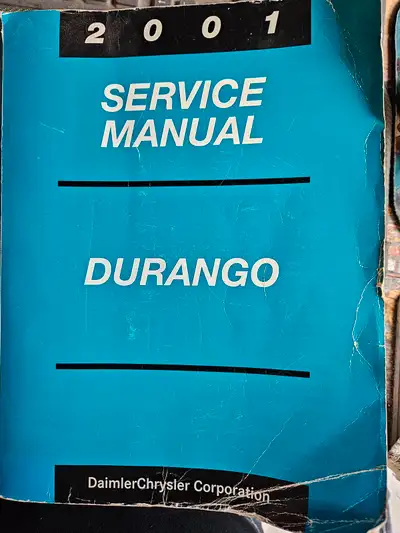 2001
SERVICE
MANUAL
DURANGO
DaimlerChrysler Corporation